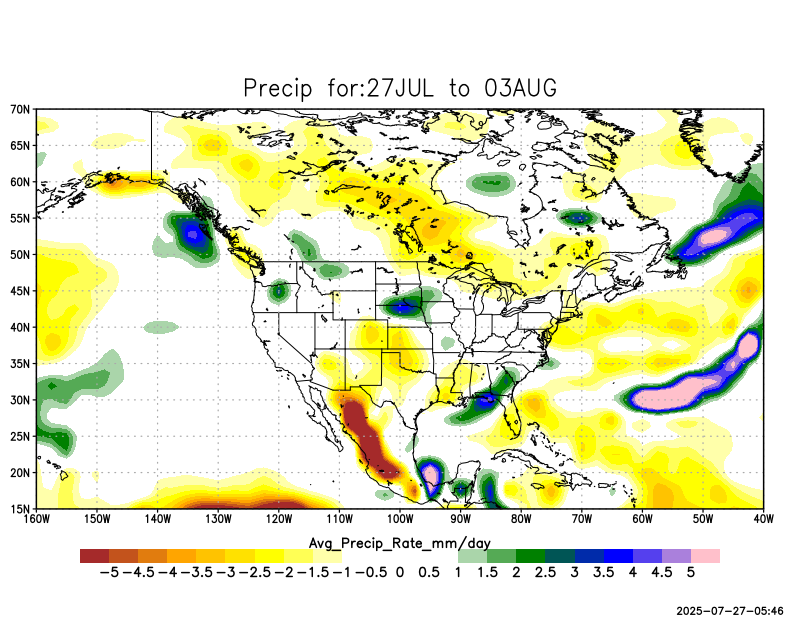 Precip for:27JUL to 03AUG
70N
65N
60N
55N
50N
45N
40N
35N
30N
25N
20N
15N
160W 150W 140W 130W 120W 110W 100W 90W 80W 70W 60W 50W 40W
Avg_Precip_Rate_mm/day
-5 -4.5 -4 -3.5 -3 -2.5 -2 -1.5 -1 -0.5 0 0.5 1 1.5 2 2.5 3 3.5 4 4.5 5
2025-07-27-05:46